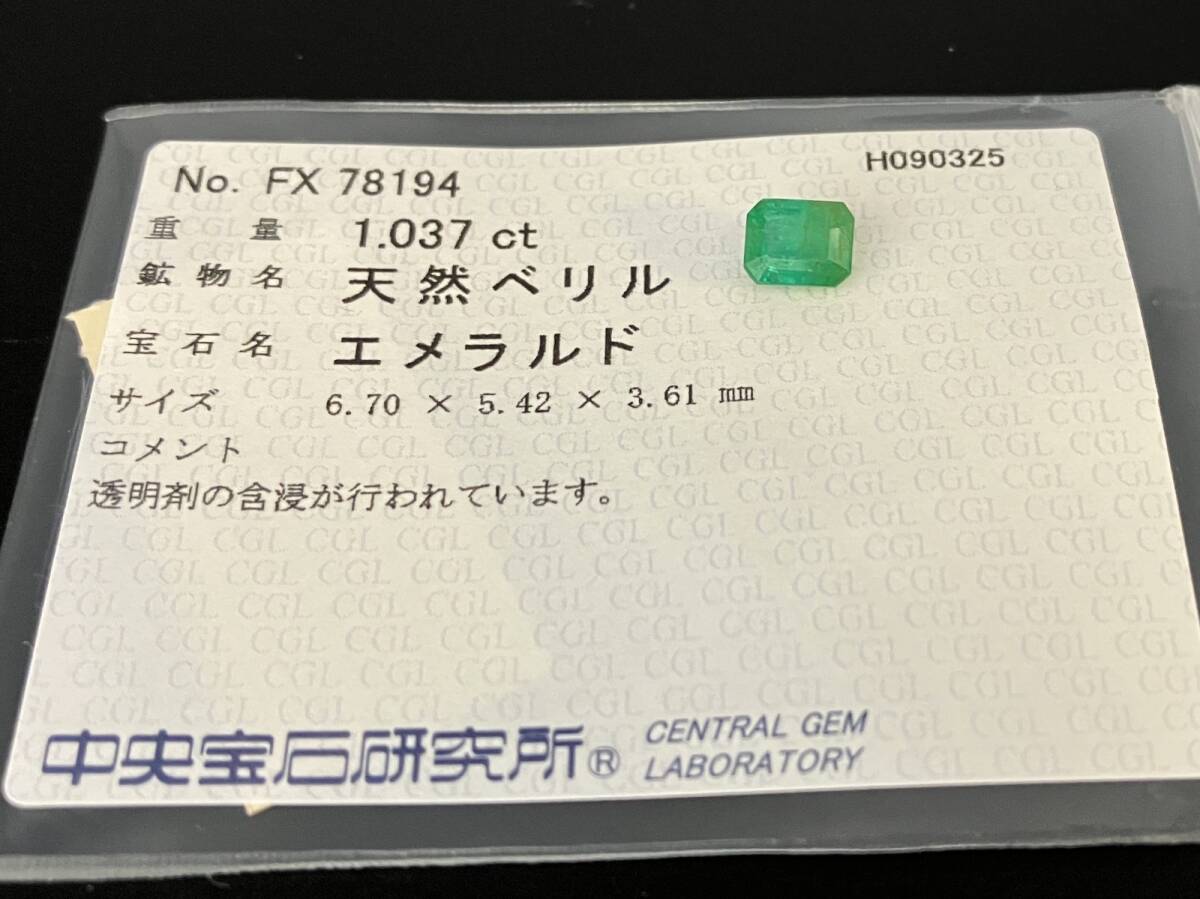 No. FX 78194
H090325
重量 1.037 ct
鉱物名 天然ベリル
宝石名 エメラルド
サイズ 6.70 × 5.42 × 3.61 ㎜
コメント
透明剤の含浸が行われています。
中央宝石研究所® CENTRAL GEM
LABORATORY